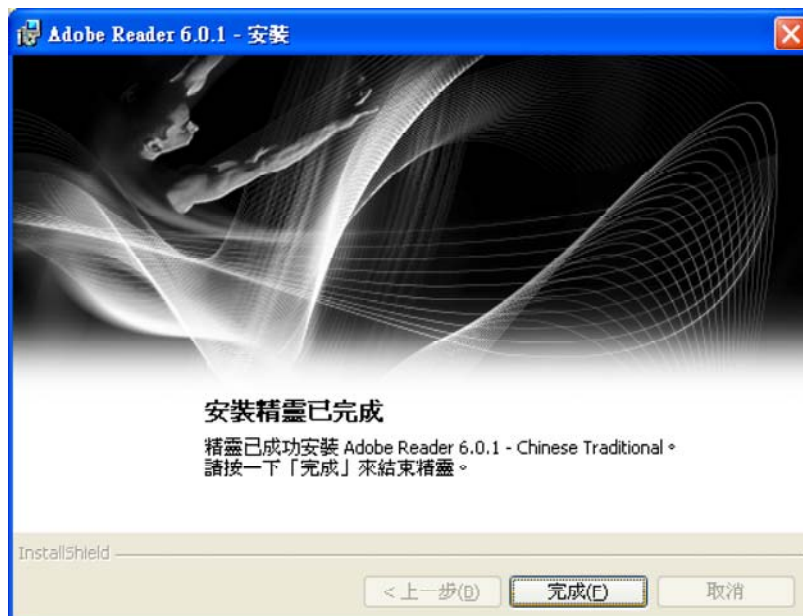 Adobe Reader 6.0.1 - 安裝
安裝精靈已完成
精靈已成功安裝 Adobe Reader 6.0.1 - Chinese Traditional。
請按一下「完成」來結束精靈。
InstallShield
< 上一步(D)
完成(F)
取消